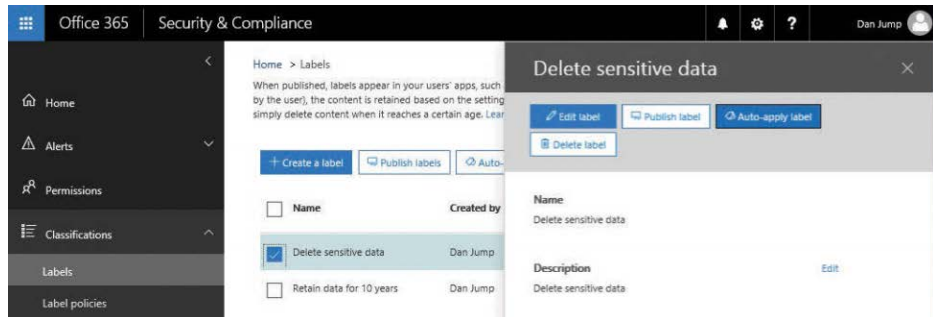 Office 365
Security & Compliance
?
Dan Jump
Home
Alerts
Permissions
Classifications
Labels
Label policies
Home > Labels
When published, labels appear in your users' apps, such
by the user), the content is retained based on the setting
simply delete content when it reaches a certain age. Lear
+ Create a label
Publish labels
Auto-
Name Created by
Delete sensitive data Dan Jump
Retain data for 10 years Dan Jump
Delete sensitive data
Edit label
Publish label
Auto-apply label
Delete label
Name
Delete sensitive data
Description Edit
Delete sensitive data